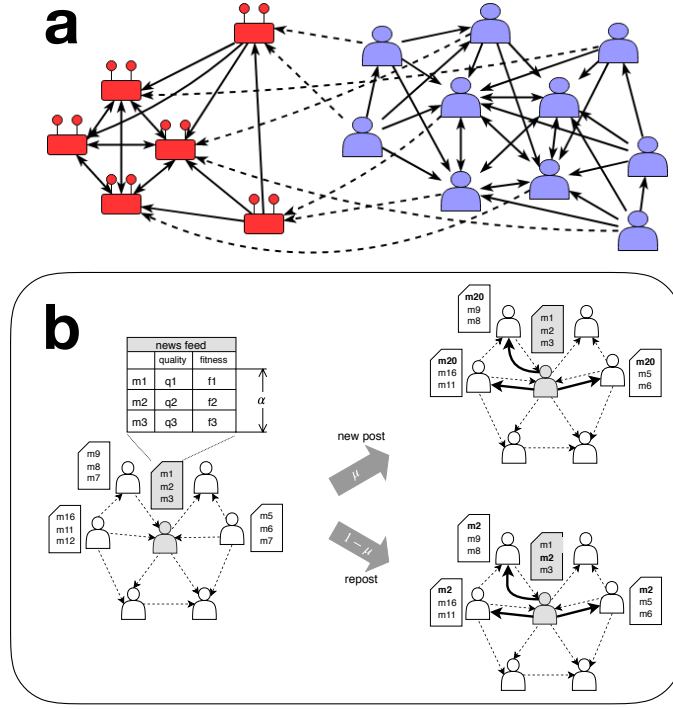 a
b
news feed
quality fitness
m1 q1 f1
m2 q2 f2
m3 q3 f3
α
m9
m8
m7
m1
m2
m3
m16
m11
m12
m5
m6
m7
new post
μ
1−μ
repost
m20
m9
m8
m1
m2
m3
m20
m16
m11
m20
m5
m6
m2
m9
m8
m1
m2
m3
m2
m16
m11
m2
m5
m6